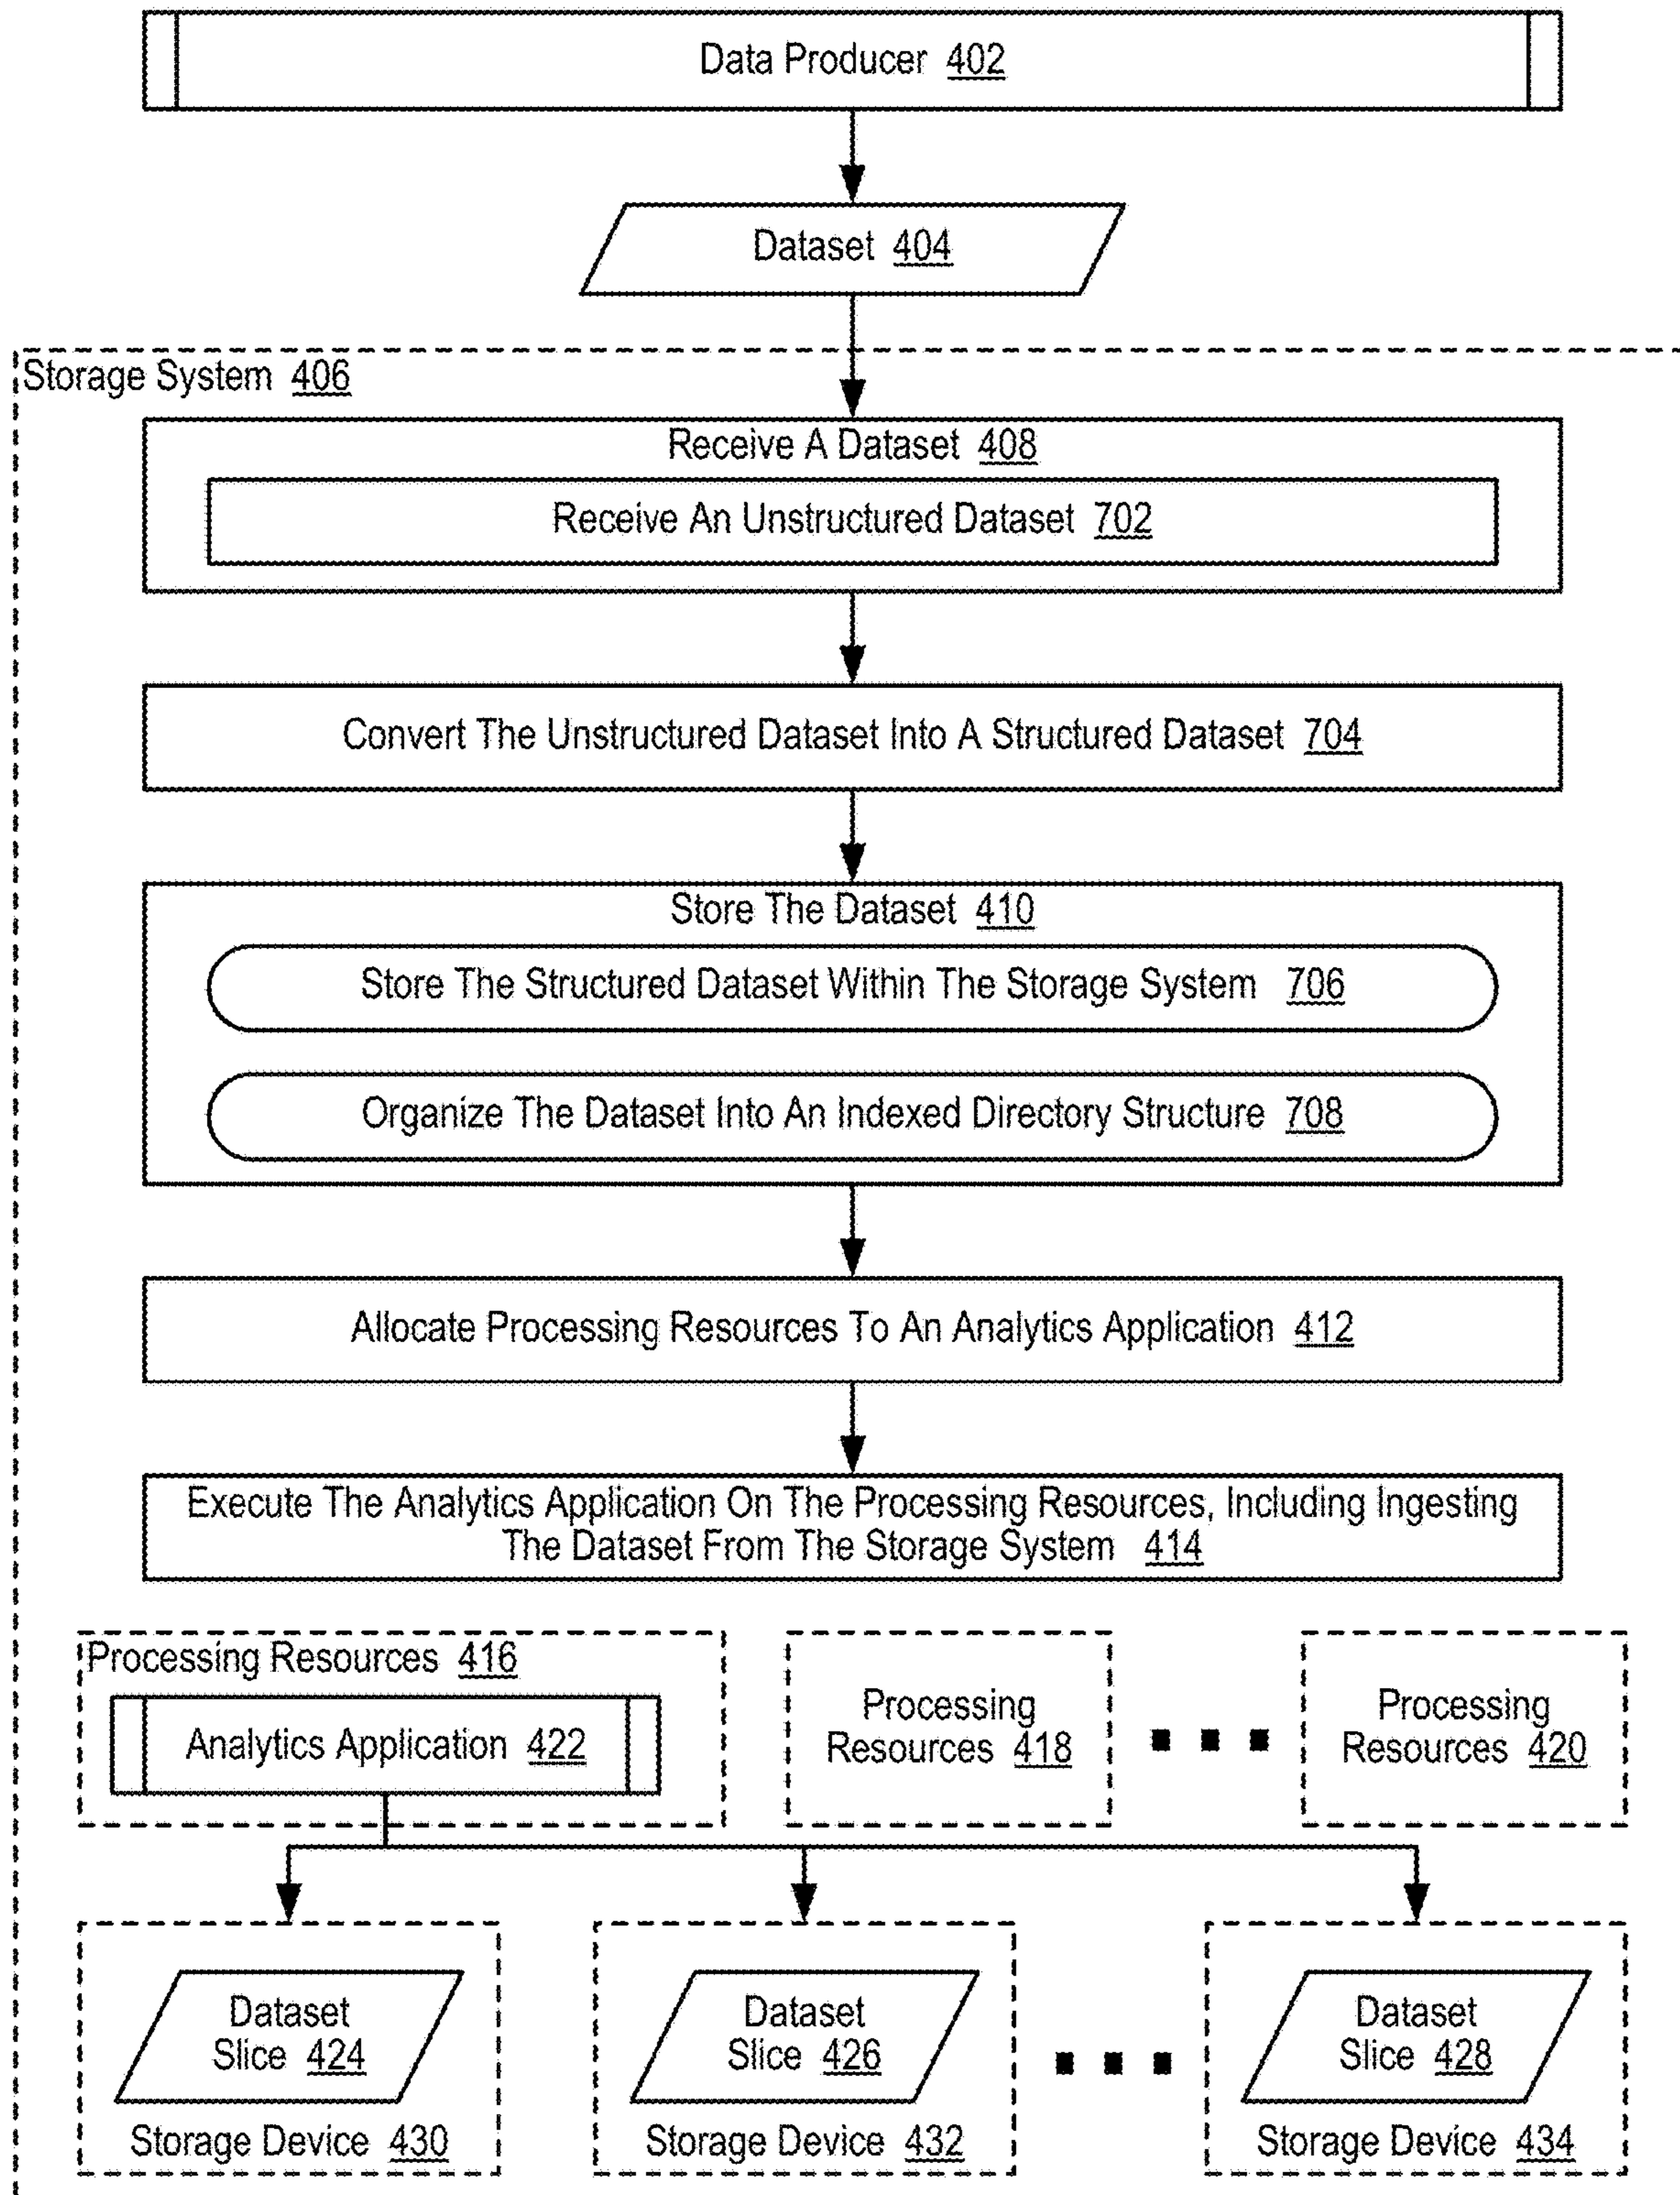 Data Producer 402
Dataset 404
Storage System 406
Receive A Dataset 408
Receive An Unstructured Dataset 702
Convert The Unstructured Dataset Into A Structured Dataset 704
Store The Dataset 410
Store The Structured Dataset Within The Storage System 706
Organize The Dataset Into An Indexed Directory Structure 708
Allocate Processing Resources To An Analytics Application 412
Execute The Analytics Application On The Processing Resources, Including Ingesting
The Dataset From The Storage System 414
Processing Resources 416
Analytics Application 422
Processing
Resources 418
Processing
Resources 420
Dataset
Slice 424
Storage Device 430
Dataset
Slice 426
Storage Device 432
Dataset
Slice 428
Storage Device 434